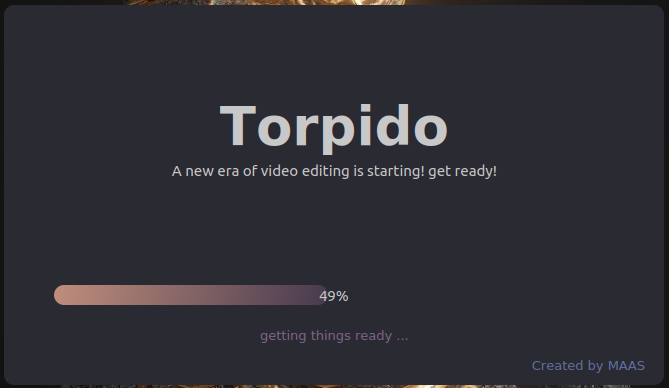 Torpido
A new era of video editing is starting! get ready!
49%
getting things ready ...
Created by MAAS